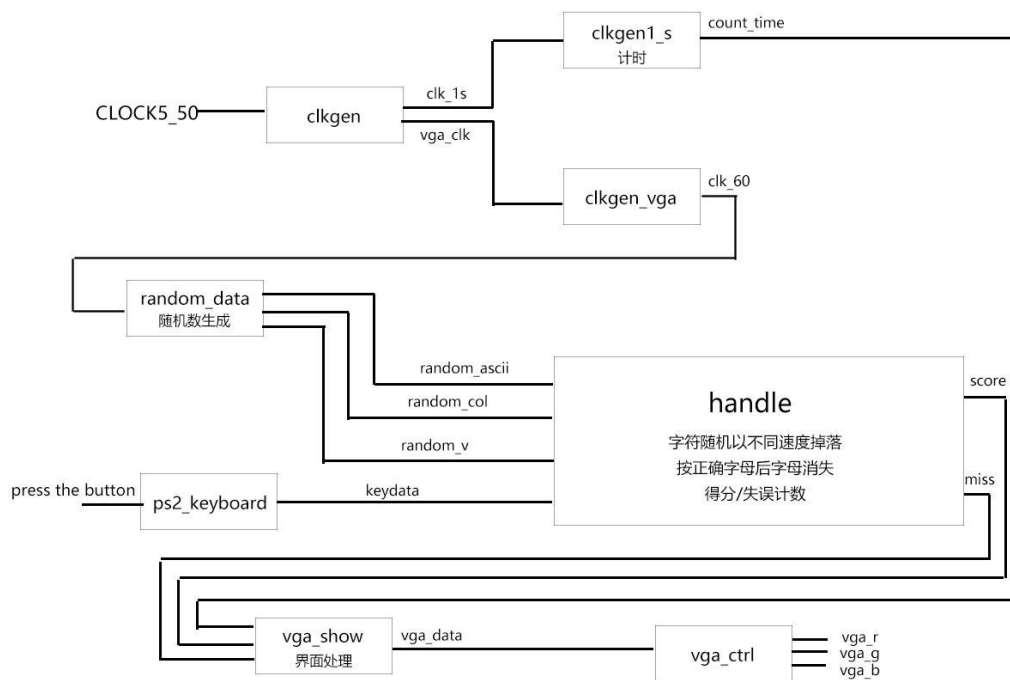 clkgen1_s
计时
count_time
CLOCK5_50
clkgen
clk_1s
vga_clk
clkgen_vga
clk_60
random_data
随机数生成
random_ascii
random_col
random_v
handle
字符随机以不同速度掉落
按正确字母后字母消失
得分/失误计数
score
miss
press the button
ps2_keyboard
keydata
vga_show
界面处理
vga_data
vga_ctrl
vga_r
vga_g
vga_b